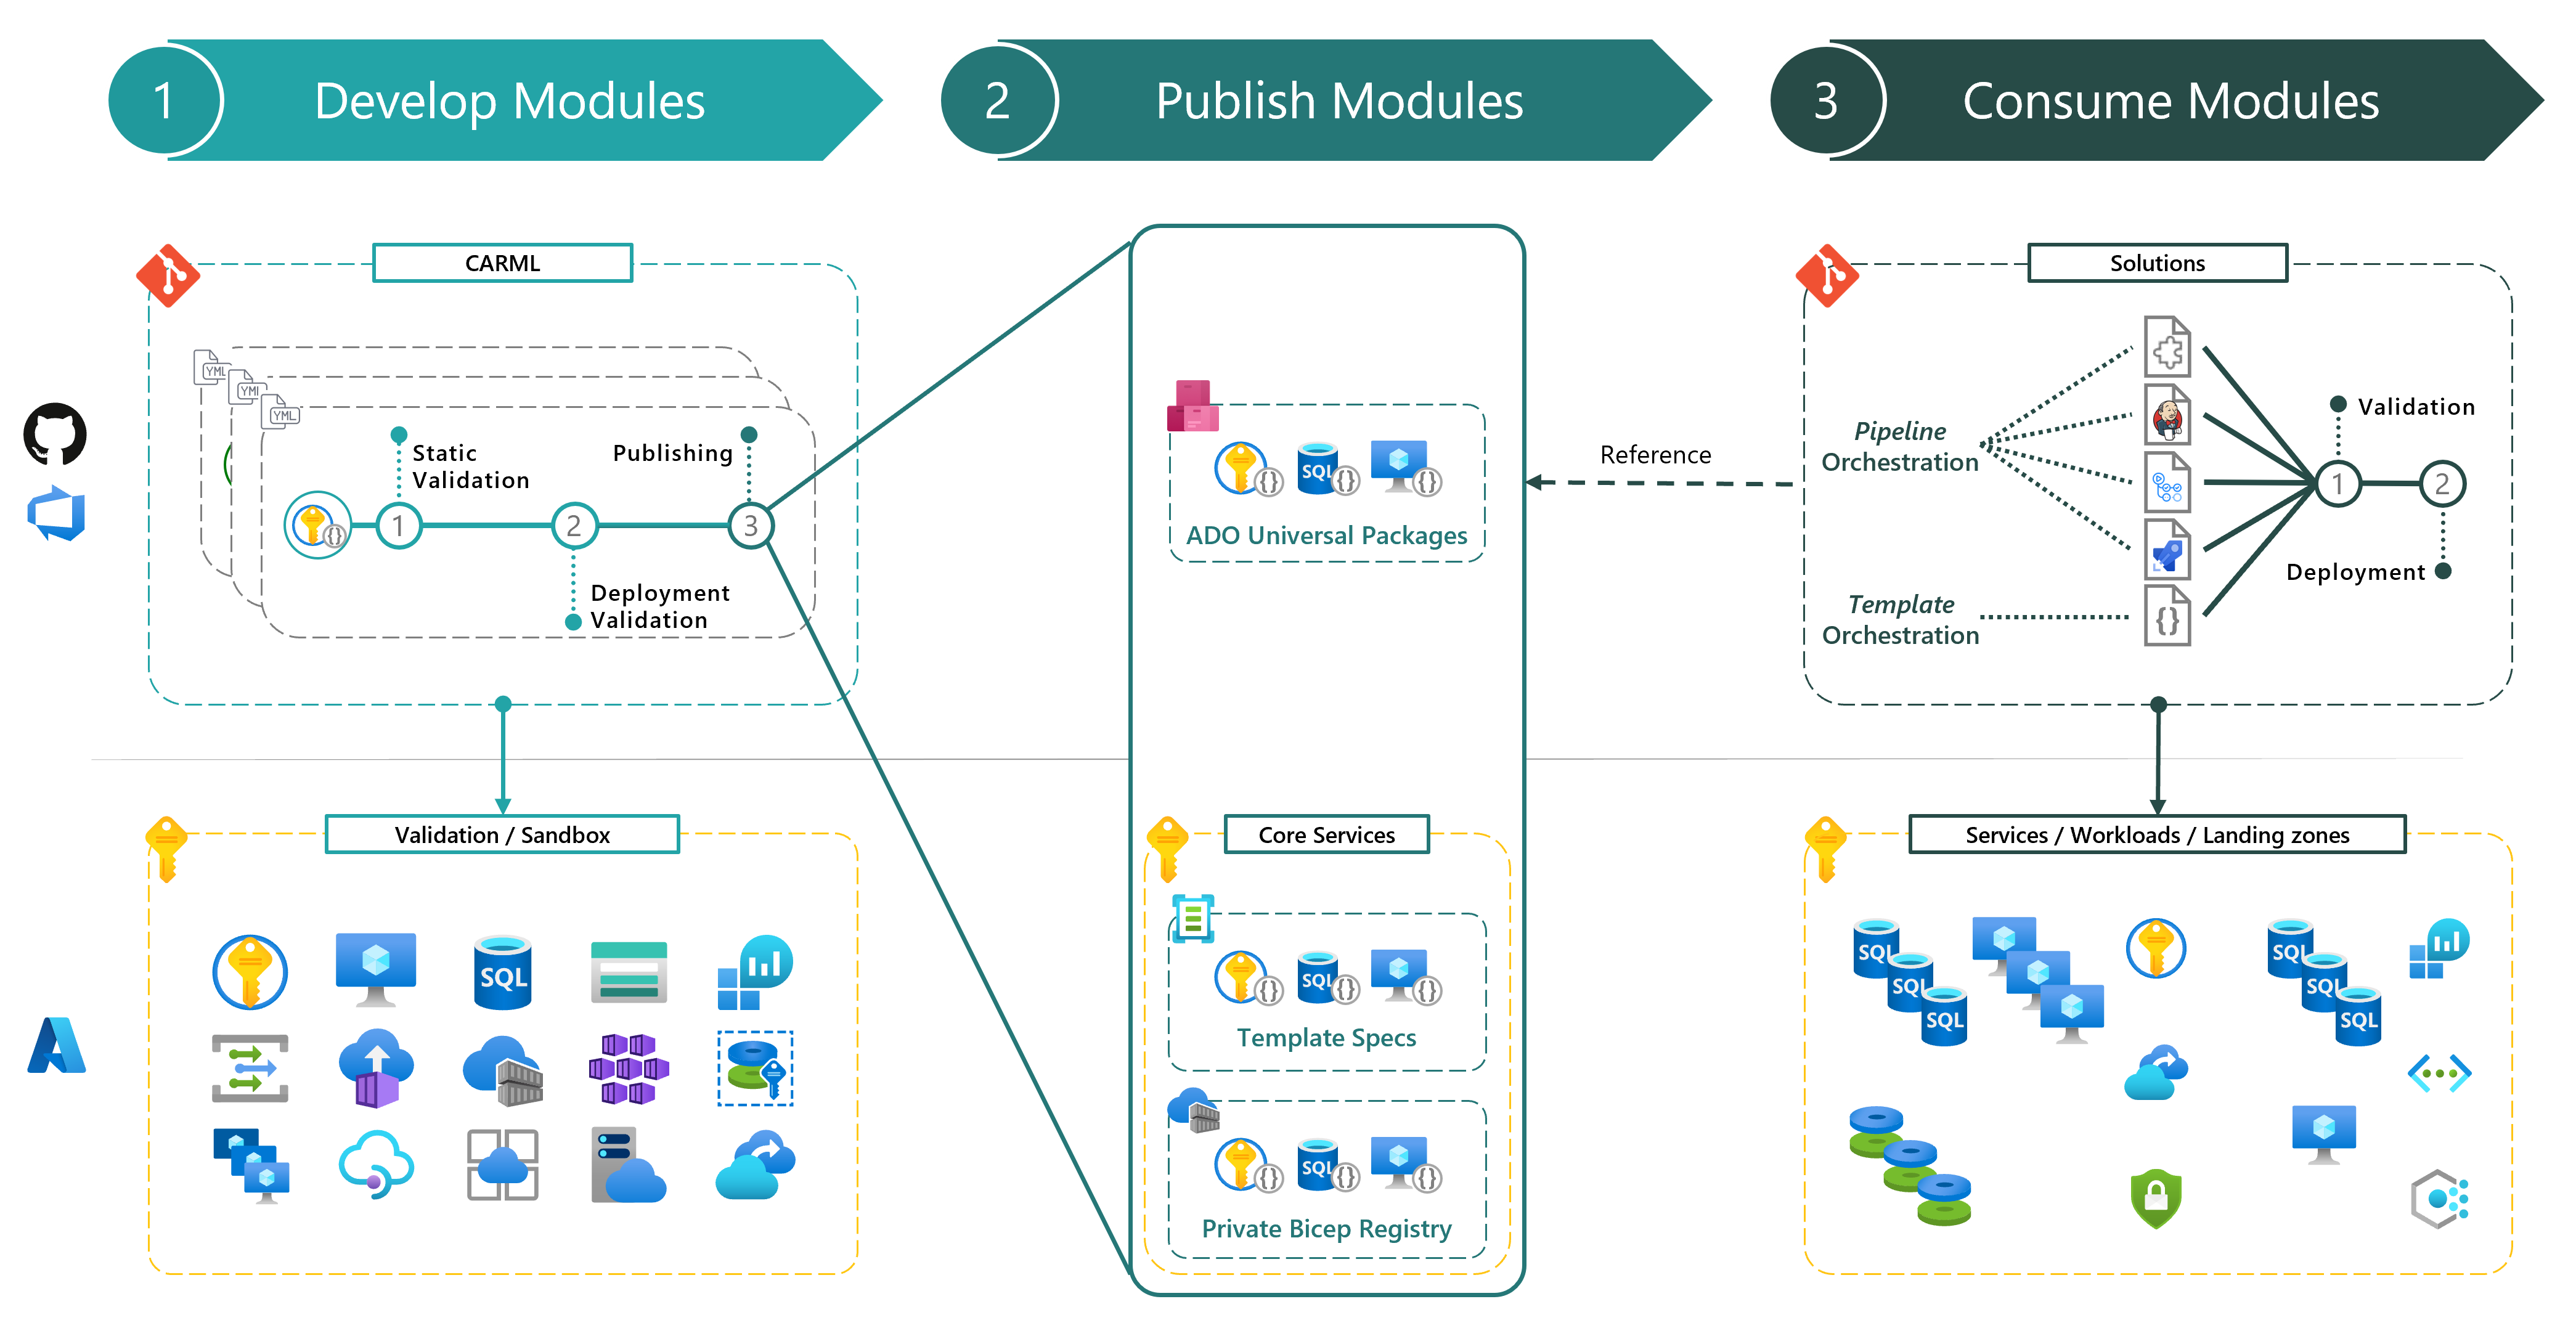 1
Develop Modules
2
Publish Modules
3
Consume Modules
CARML
YML
YML
YML
Static
Validation
Publishing
{}
1
2
3
Deployment
Validation
{}
SQL
{}
{}
ADO Universal Packages
Reference
Solutions
Pipeline
Orchestration
Template
Orchestration
{}
Validation
1
2
Deployment
Validation / Sandbox
SQL
Core Services
{}
SQL
{}
{}
Template Specs
{}
SQL
{}
{}
Private Bicep Registry
Services / Workloads / Landing zones
SQL
SQL
SQL
SQL
SQL
SQL